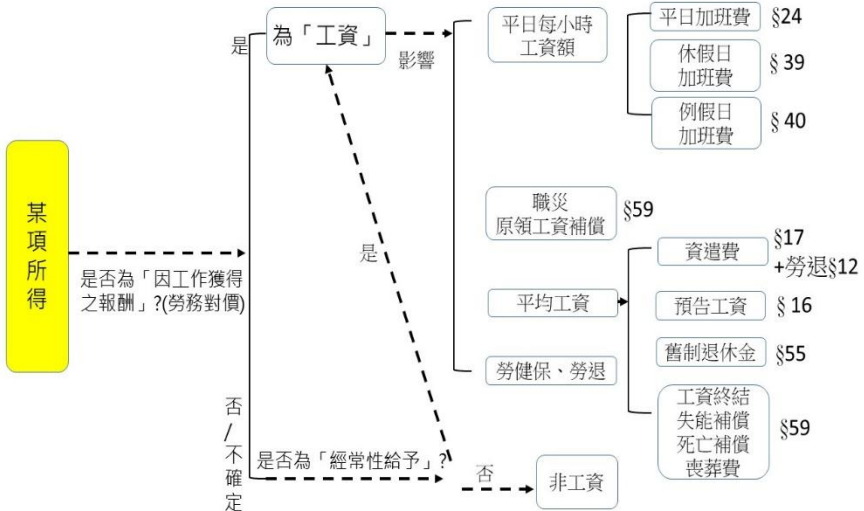 某
項
所
得
是否為「因工作獲得
之報酬」?(勞務對價)
是
為「工資」
影響
平日每小時
工資額
平日加班費
§24
休假日
加班費
§ 39
例假日
加班費
§ 40
職災
原領工資補償
§59
平均工資
資遣費
§17
+勞退§12
預告工資
§ 16
舊制退休金
§55
工資終結
失能補償
死亡補償
喪葬費
§59
勞健保、勞退
是
否
/
不
確
定
是否為「經常性給予」?
否
非工資